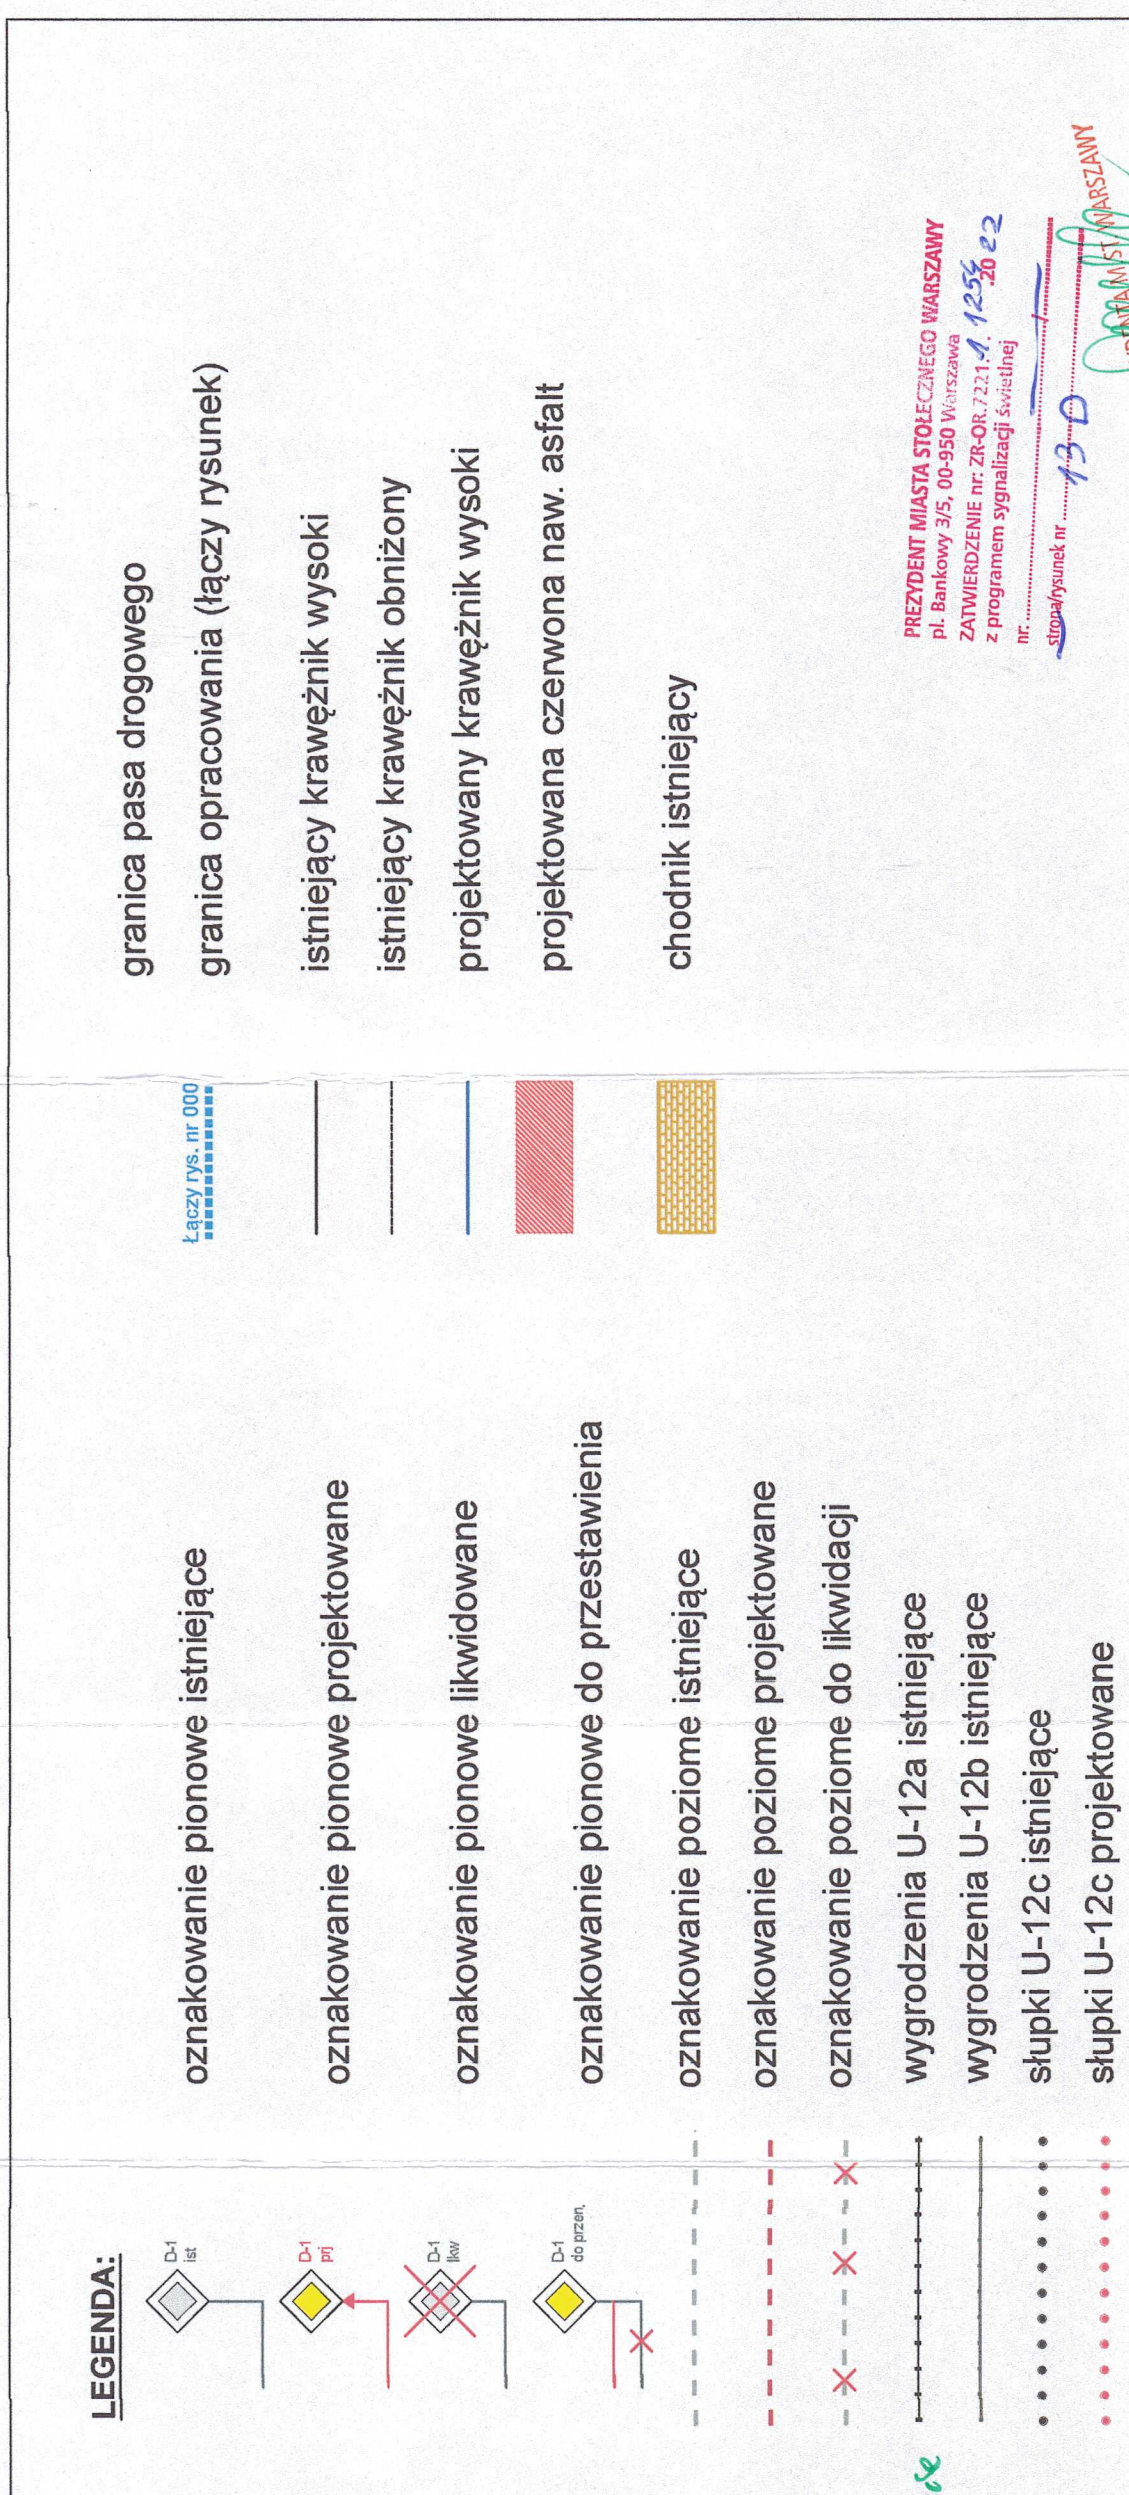 LEGENDA:
D-1
ist
oznakowanie pionowe istniejące
D-1
prj
oznakowanie pionowe projektowane
D-1
lkw
oznakowanie pionowe likwidowane
D-1
do przen.
oznakowanie pionowe do przestawienia
oznakowanie poziome istniejące
oznakowanie poziome projektowane
oznakowanie poziome do likwidacji
wygrodzenia U-12a istniejące
wygrodzenia U-12b istniejące
słupki U-12c istniejące
słupki U-12c projektowane
granica pasa drogowego
Łączy rys. nr 000
granica opracowania (łączy rysunek)
istniejący krawężnik wysoki
istniejący krawężnik obniżony
projektowany krawężnik wysoki
projektowana czerwona naw. asfalt
chodnik istniejący
PREZYDENT MIASTA STOŁECZNEGO WARSZAWY
pl. Bankowy 3/5, 00-950 Warszawa
ZATWIERDZENIE nr: ZR-OR.7221.1.1254.2022
z programem sygnalizacji świetlnej
nr:
strona/rysunek nr 13 D
WARSZAWY